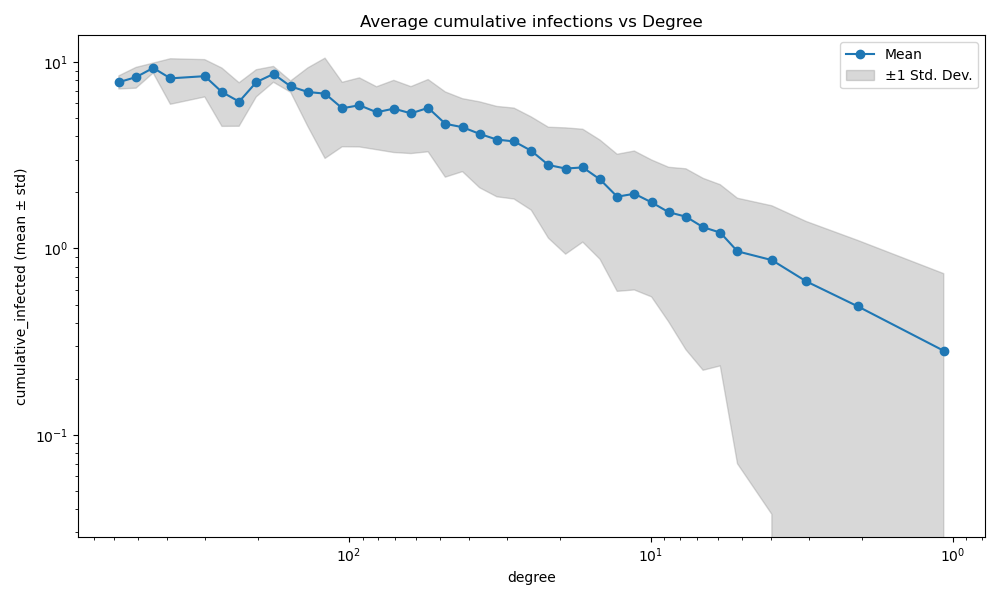 Average cumulative infections vs Degree
Mean
±1 Std. Dev.
cumulative_infected (mean ± std)
10¹
10⁰
10⁻¹
10²
10¹
10⁰
degree